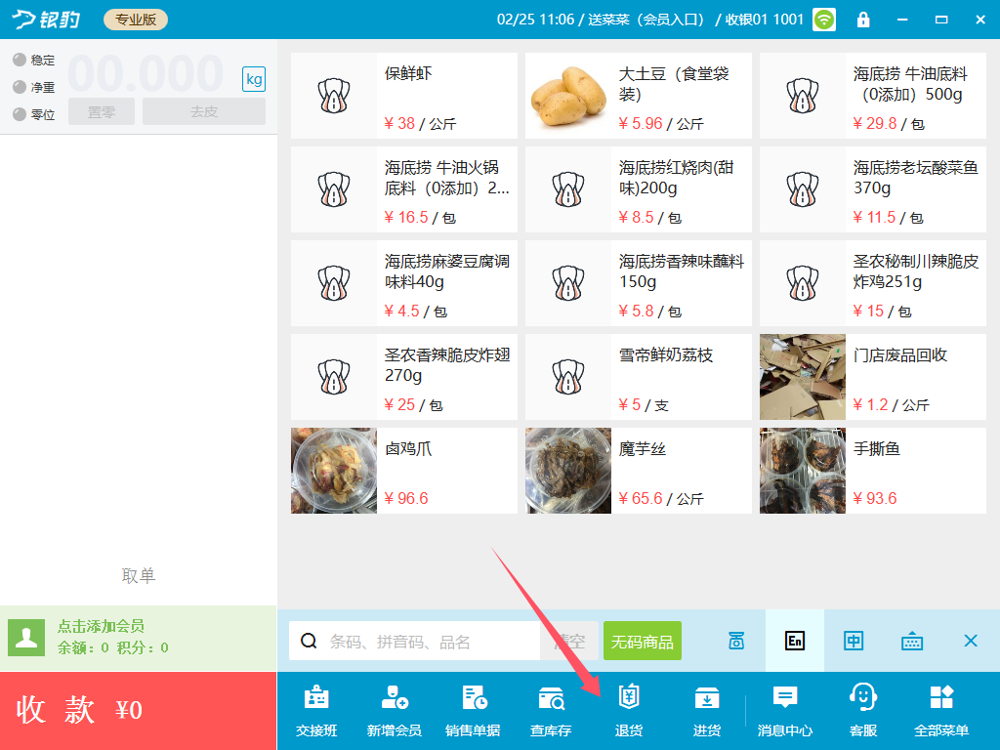 银豹 专业版 02/25 11:06 / 送菜菜（会员入口） / 收银01 1001
稳定
净重
零位
00.000
kg
置零 去皮
保鲜虾
¥ 38 / 公斤
大土豆（食堂袋
装）
¥ 5.96 / 公斤
海底捞 牛油底料
（0添加）500g
¥ 29.8 / 包
海底捞 牛油火锅
底料（0添加）2...
¥ 16.5 / 包
海底捞红烧肉(甜
味)200g
¥ 8.5 / 包
海底捞老坛酸菜鱼
370g
¥ 11.5 / 包
海底捞麻婆豆腐调
味料40g
¥ 4.5 / 包
海底捞香辣味蘸料
150g
¥ 5.8 / 包
圣农秘制川辣脆皮
炸鸡251g
¥ 15 / 包
圣农香辣脆皮炸翅
270g
¥ 25 / 包
雪帝鲜奶荔枝
¥ 5 / 支
门店废品回收
¥ 1.2 / 公斤
卤鸡爪
¥ 96.6
魔芋丝
¥ 65.6 / 公斤
手撕鱼
¥ 93.6
取单
点击添加会员
余额：0 积分：0
条码、拼音码、品名 清空 无码商品 En 中
收 款 ¥0
交接班 新增会员 销售单据 查库存 退货 进货 消息中心 客服 全部菜单